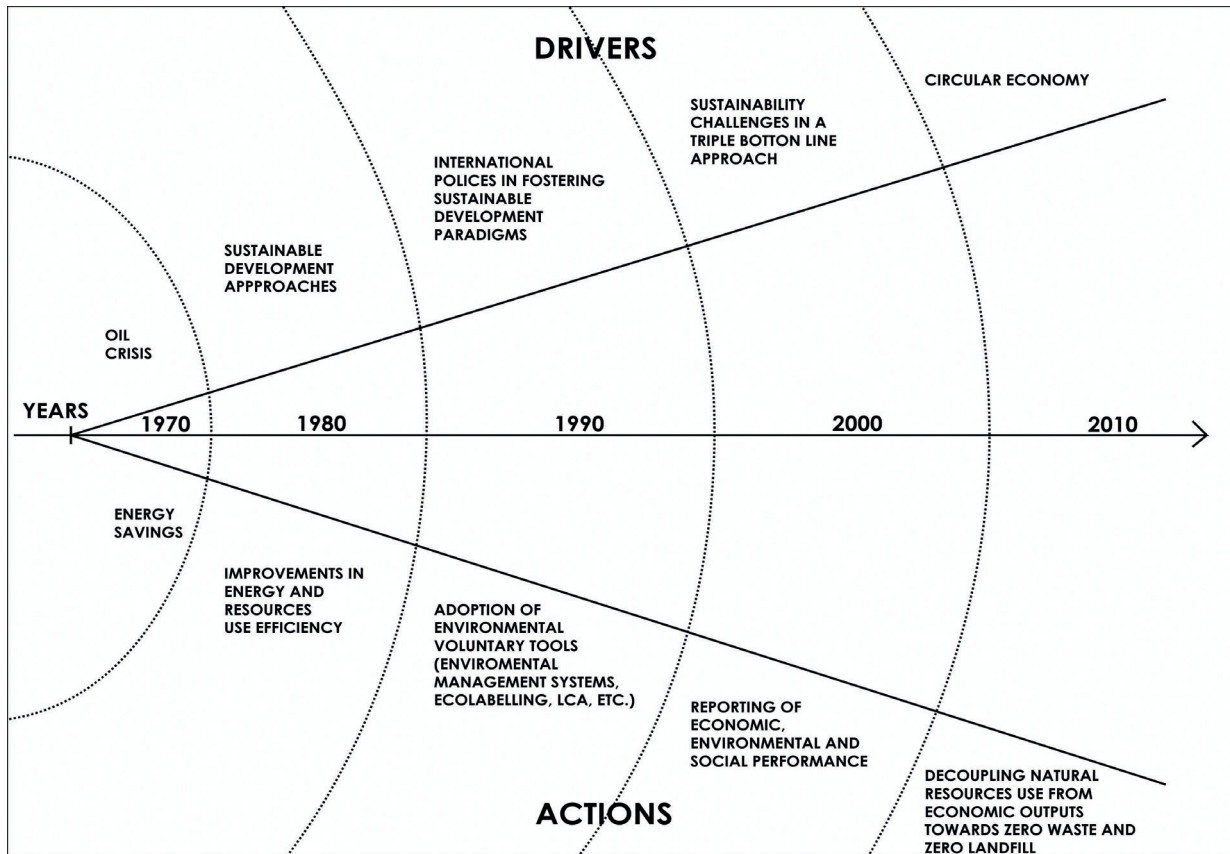 DRIVERS
CIRCULAR ECONOMY
SUSTAINABILITY
CHALLENGES IN A
TRIPLE BOTTON LINE
APPROACH
INTERNATIONAL
POLICES IN FOSTERING
SUSTAINABLE
DEVELOPMENT
PARADIGMS
SUSTAINABLE
DEVELOPMENT
APPPROACHES
OIL
CRISIS
YEARS
1970
1980
1990
2000
2010
ENERGY
SAVINGS
IMPROVEMENTS IN
ENERGY AND
RESOURCES
USE EFFICIENCY
ADOPTION OF
ENVIRONMENTAL
VOLUNTARY TOOLS
(ENVIROMENTAL
MANAGEMENT SYSTEMS,
ECOLABELLING, LCA, ETC.)
REPORTING OF
ECONOMIC,
ENVIRONMENTAL AND
SOCIAL PERFORMANCE
DECOUPLING NATURAL
RESOURCES USE FROM
ECONOMIC OUTPUTS
TOWARDS ZERO WASTE AND
ZERO LANDFILL
ACTIONS